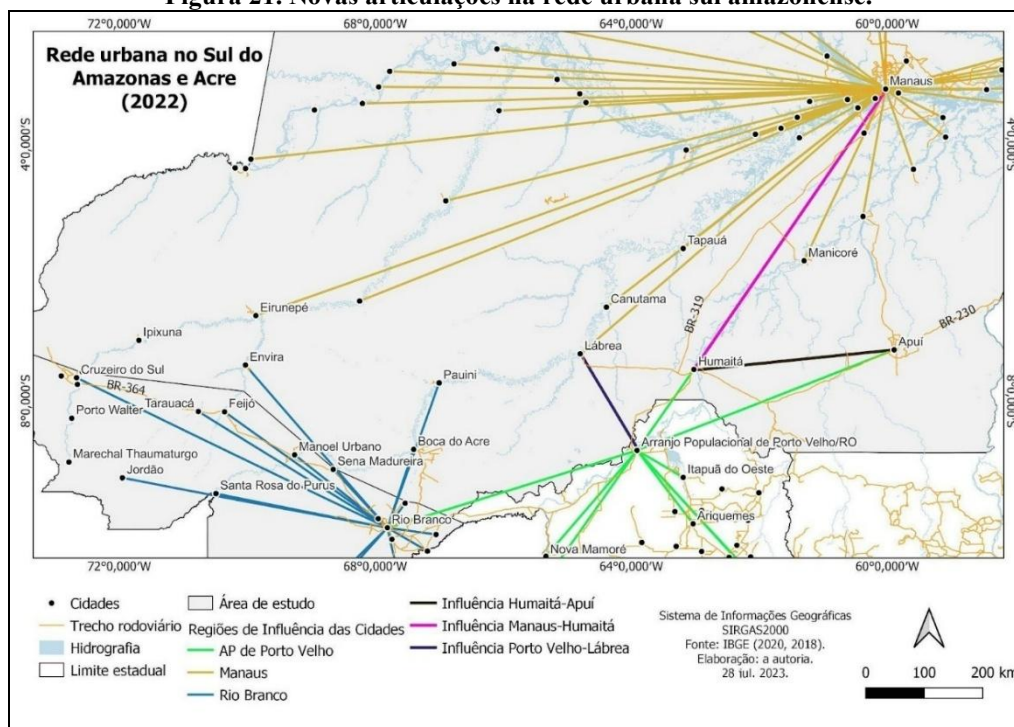 Figura 21: Novas articulações na rede urbana sul amazonense.
Rede urbana no Sul do
Amazonas e Acre
(2022)
72°0,000'W
68°0,000'W
64°0,000'W
60°0,000'W
4°0,000'S
4°0,000'S
8°0,000'S
8°0,000'S
Manaus
Tapauá
Manicoré
Canutama
BR-319
BR-230
Eirunepé
Ipixuna
Envira
Lábrea
Humaitá
Apuí
Pauini
Cruzeiro do Sul
BR-364
Porto Walter
Tarauacá
Feijó
Manoel Urbano
Boca do Acre
Arranjo Populacional de Porto Velho/RO
Marechal Thaumaturgo
Sena Madureira
Itapuã do Oeste
Jordão
Santa Rosa do Purus
Rio Branco
Ariquemes
Nova Mamoré
72°0,000'W
68°0,000'W
64°0,000'W
60°0,000'W
Cidades
Trecho rodoviário
Hidrografia
Limite estadual
Área de estudo
Regiões de Influência das Cidades
AP de Porto Velho
Manaus
Rio Branco
Influência Humaitá-Apuí
Influência Manaus-Humaitá
Influência Porto Velho-Lábrea
Sistema de Informações Geográficas
SIRGAS2000
Fonte: IBGE (2020, 2018).
Elaboração: a autoria.
28 jul. 2023.
0 100 200 km